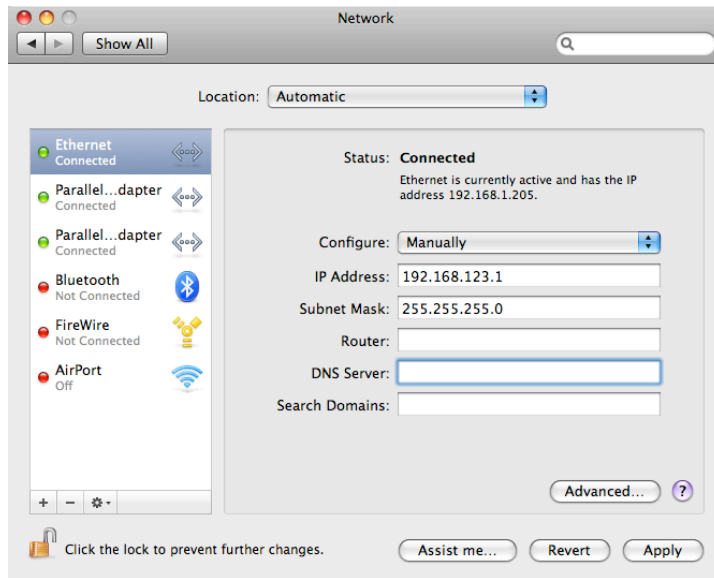 Network
Show All
Location: Automatic
Ethernet
Connected
Parallel...dapter
Connected
Parallel...dapter
Connected
Bluetooth
Not Connected
FireWire
Not Connected
AirPort
Off
Status: Connected
Ethernet is currently active and has the IP
address 192.168.1.205.
Configure: Manually
IP Address: 192.168.123.1
Subnet Mask: 255.255.255.0
Router:
DNS Server:
Search Domains:
Advanced... ?
Click the lock to prevent further changes.
Assist me... Revert Apply